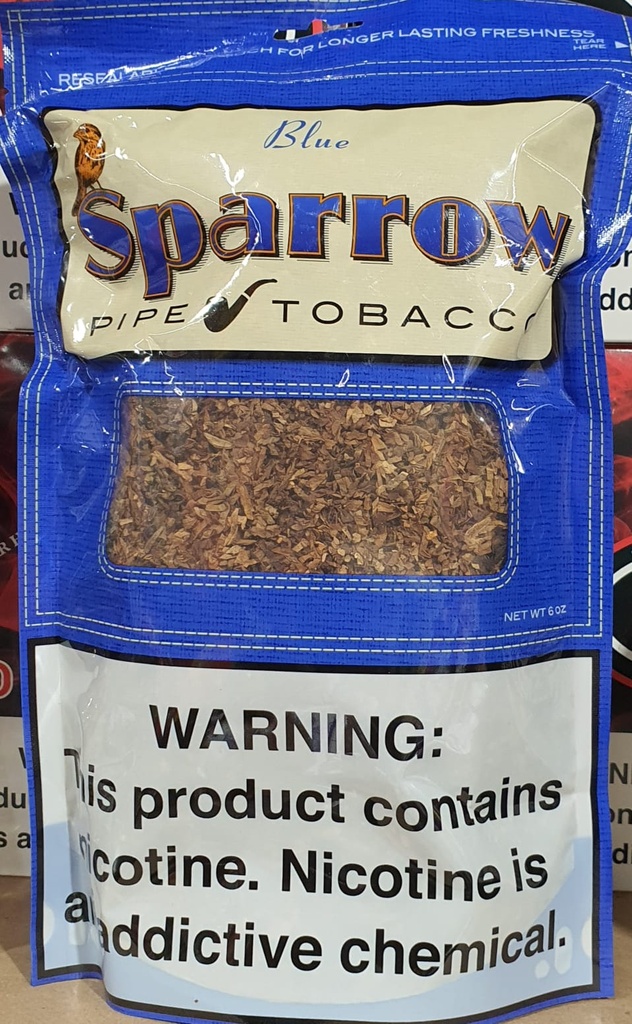 H FOR LONGER LASTING FRESHNESS
TEAR
HERE
Blue
Sparrow
PIPE TOBACCO
NET WT 6 OZ
WARNING:
This product contains
nicotine. Nicotine is
an addictive chemical.